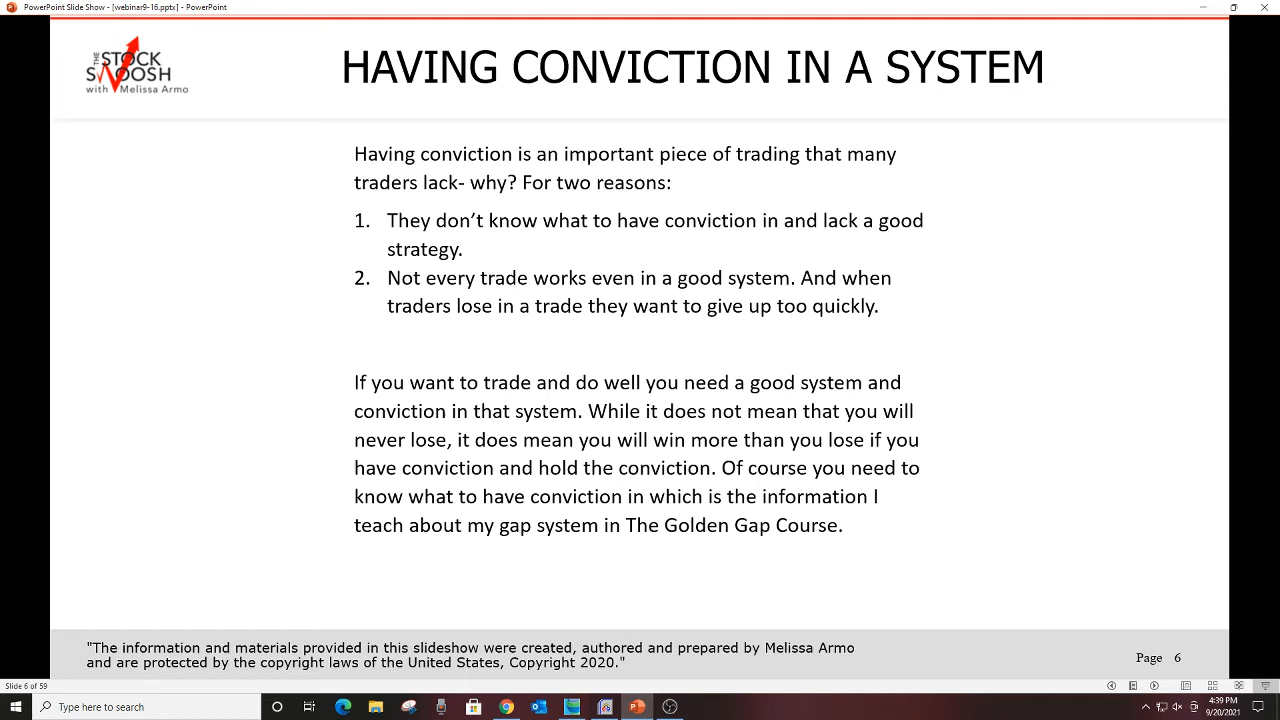 PowerPoint Slide Show - [webinar9-16.pptx] - PowerPoint
THE
STOCK
SWOOSH
with Melissa Armo
HAVING CONVICTION IN A SYSTEM
Having conviction is an important piece of trading that many
traders lack- why? For two reasons:
1. They don’t know what to have conviction in and lack a good
strategy.
2. Not every trade works even in a good system. And when
traders lose in a trade they want to give up too quickly.
If you want to trade and do well you need a good system and
conviction in that system. While it does not mean that you will
never lose, it does mean you will win more than you lose if you
have conviction and hold the conviction. Of course you need to
know what to have conviction in which is the information I
teach about my gap system in The Golden Gap Course.
"The information and materials provided in this slideshow were created, authored and prepared by Melissa Armo
and are protected by the copyright laws of the United States, Copyright 2020."
Page 6
Slide 6 of 59
Type here to search
4:39 PM
9/20/2021